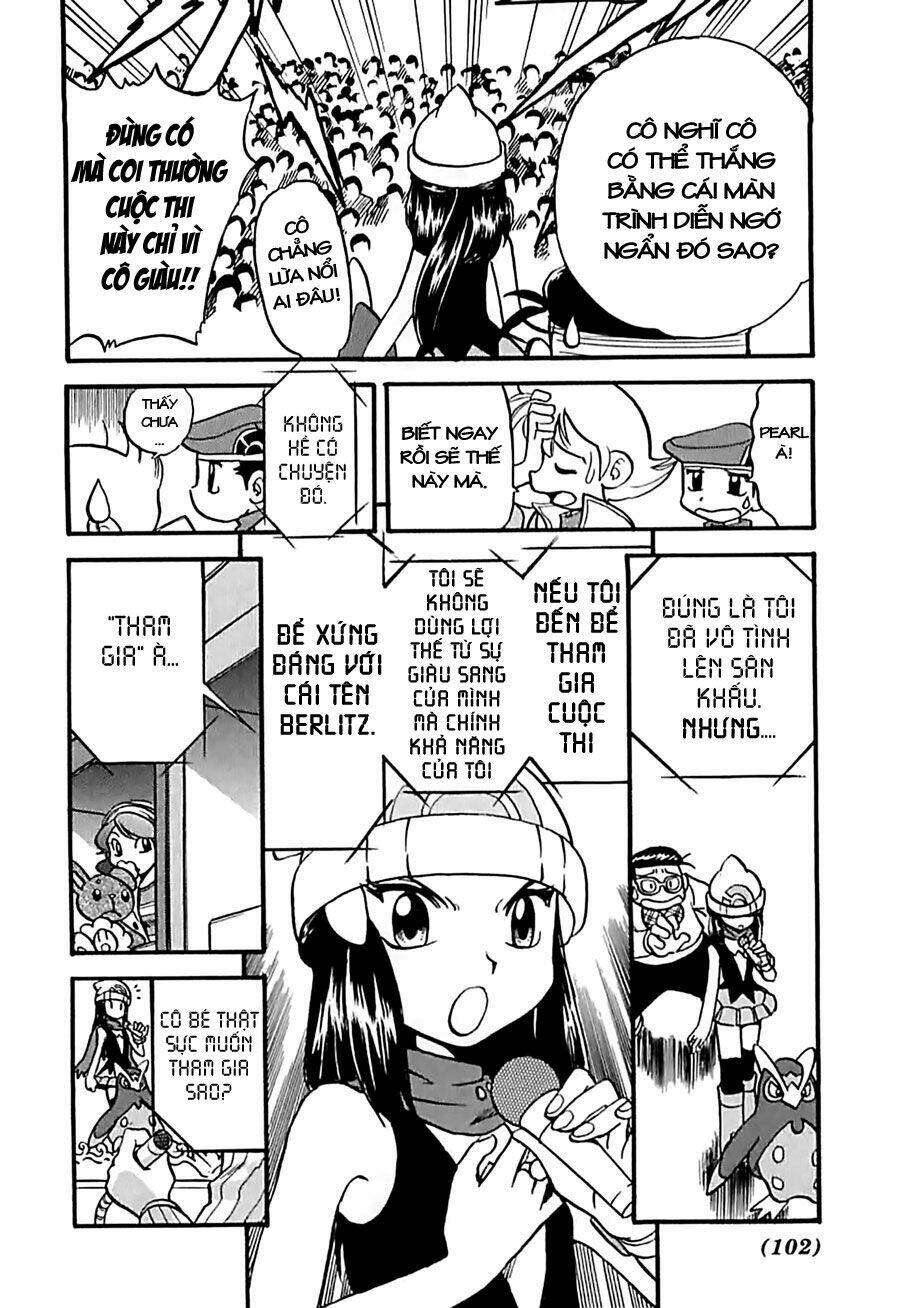 CÔ NGHĨ CÔ
CÓ THỂ THẮNG
BẰNG CÁI MÀN
TRÌNH DIỄN NGỚ
NGẨN ĐÓ SAO?
CÔ
CHẲNG
LỪA NỔI
AI ĐÂU!
ĐỪNG CÓ
MÀ COI THƯỜNG
CUỘC THI
NÀY CHỈ VÌ
CÔ GIÀU!!
PEARL
À!
BIẾT NGAY
RỒI SẼ THẾ
NÀY MÀ.
KHÔNG
HỀ CÓ
CHUYỆN
ĐÓ.
THẤY
CHƯA
...
ĐÚNG LÀ TÔI
ĐÃ VÔ TÌNH
LÊN SÂN
KHẤU.
NHƯNG....
NẾU TÔI
ĐẾN ĐỂ
THAM
GIA
CUỘC
THI
TÔI SẼ
KHÔNG
DÙNG LỢI
THẾ TỪ SỰ
GIÀU SANG
CỦA MÌNH
MÀ CHÍNH
KHẢ NĂNG
CỦA TÔI
ĐỂ XỨNG
ĐÁNG VỚI
CÁI TÊN
BERLITZ.
"THAM
GIA" À...
CÔ BÉ THẬT
SỰC MUỐN
THAM GIA
SAO?
(102)